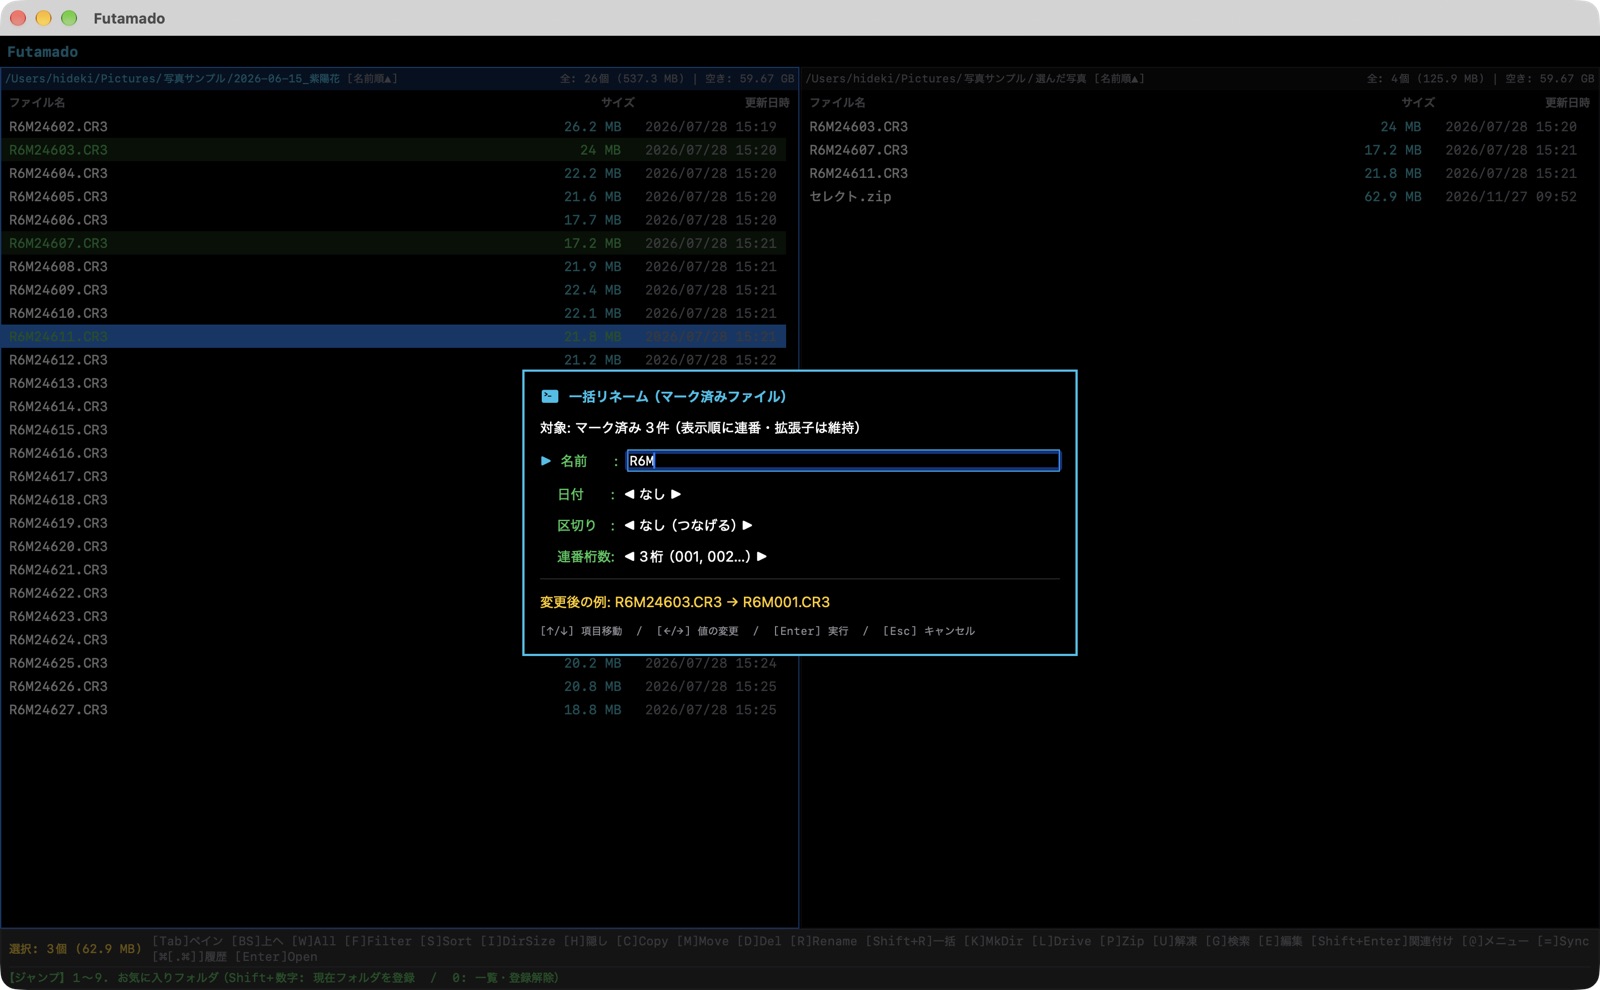 Futamado
Futamado
/Users/hideki/Pictures/写真サンプル/2026-06-15_紫陽花 [名前順▲] 全: 26個 (537.3 MB) | 空き: 59.67 GB
ファイル名 サイズ 更新日時
R6M24602.CR3 26.2 MB 2026/07/28 15:19
R6M24603.CR3 24 MB 2026/07/28 15:20
R6M24604.CR3 22.2 MB 2026/07/28 15:20
R6M24605.CR3 21.6 MB 2026/07/28 15:20
R6M24606.CR3 17.7 MB 2026/07/28 15:20
R6M24607.CR3 17.2 MB 2026/07/28 15:21
R6M24608.CR3 21.9 MB 2026/07/28 15:21
R6M24609.CR3 22.4 MB 2026/07/28 15:21
R6M24610.CR3 22.1 MB 2026/07/28 15:21
R6M24611.CR3 21.8 MB 2026/07/28 15:21
R6M24612.CR3 21.2 MB 2026/07/28 15:22
R6M24613.CR3
R6M24614.CR3
R6M24615.CR3
R6M24616.CR3
R6M24617.CR3
R6M24618.CR3
R6M24619.CR3
R6M24620.CR3
R6M24621.CR3
R6M24622.CR3
R6M24623.CR3
R6M24624.CR3
R6M24625.CR3 20.2 MB 2026/07/28 15:24
R6M24626.CR3 20.8 MB 2026/07/28 15:25
R6M24627.CR3 18.8 MB 2026/07/28 15:25
/Users/hideki/Pictures/写真サンプル/選んだ写真 [名前順▲] 全: 4個 (125.9 MB) | 空き: 59.67 GB
ファイル名 サイズ 更新日時
R6M24603.CR3 24 MB 2026/07/28 15:20
R6M24607.CR3 17.2 MB 2026/07/28 15:21
R6M24611.CR3 21.8 MB 2026/07/28 15:21
セレクト.zip 62.9 MB 2026/11/27 09:52
一括リネーム（マーク済みファイル）
対象: マーク済み 3件（表示順に連番・拡張子は維持）
▶ 名前 : R6M
日付 : ◀ なし ▶
区切り : ◀ なし（つなげる）▶
連番桁数: ◀ 3桁（001, 002…）▶
変更後の例: R6M24603.CR3 → R6M001.CR3
[↑/↓] 項目移動 / [←/→] 値の変更 / [Enter] 実行 / [Esc] キャンセル
選択: 3個 (62.9 MB) [Tab]ペイン [BS]上へ [W]All [F]Filter [S]Sort [I]DirSize [H]隠し [C]Copy [M]Move [D]Del [R]Rename [Shift+R]一括 [K]MkDir [L]Drive [P]Zip [U]解凍 [G]検索 [E]編集 [Shift+Enter]関連付け [@]メニュー [=]Sync
[⌘[.⌘]]履歴 [Enter]Open
[ジャンプ] 1〜9. お気に入りフォルダ（Shift+数字: 現在フォルダを登録 / 0: 一覧・登録解除）